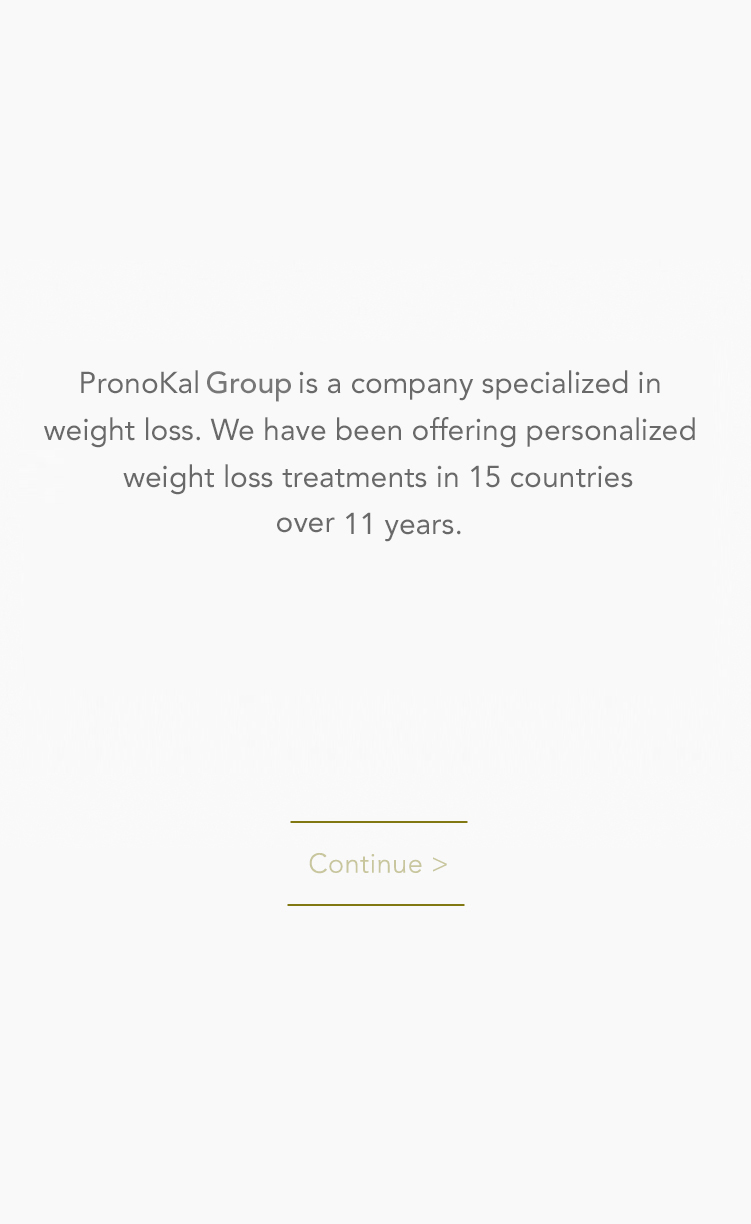 PronoKal Group is a company specialized in
weight loss. We have been offering personalized
weight loss treatments in 15 countries
over 11 years.
Continue >